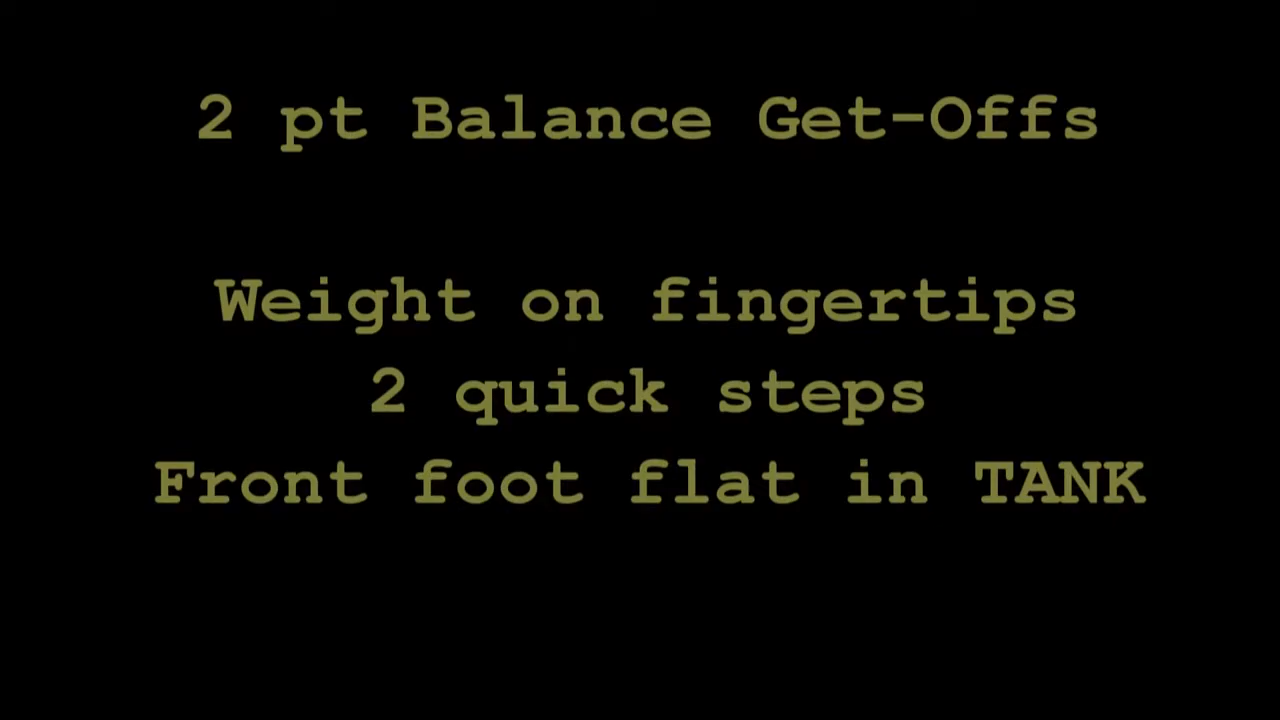 2 pt Balance Get-Offs
Weight on fingertips
2 quick steps
Front foot flat in TANK